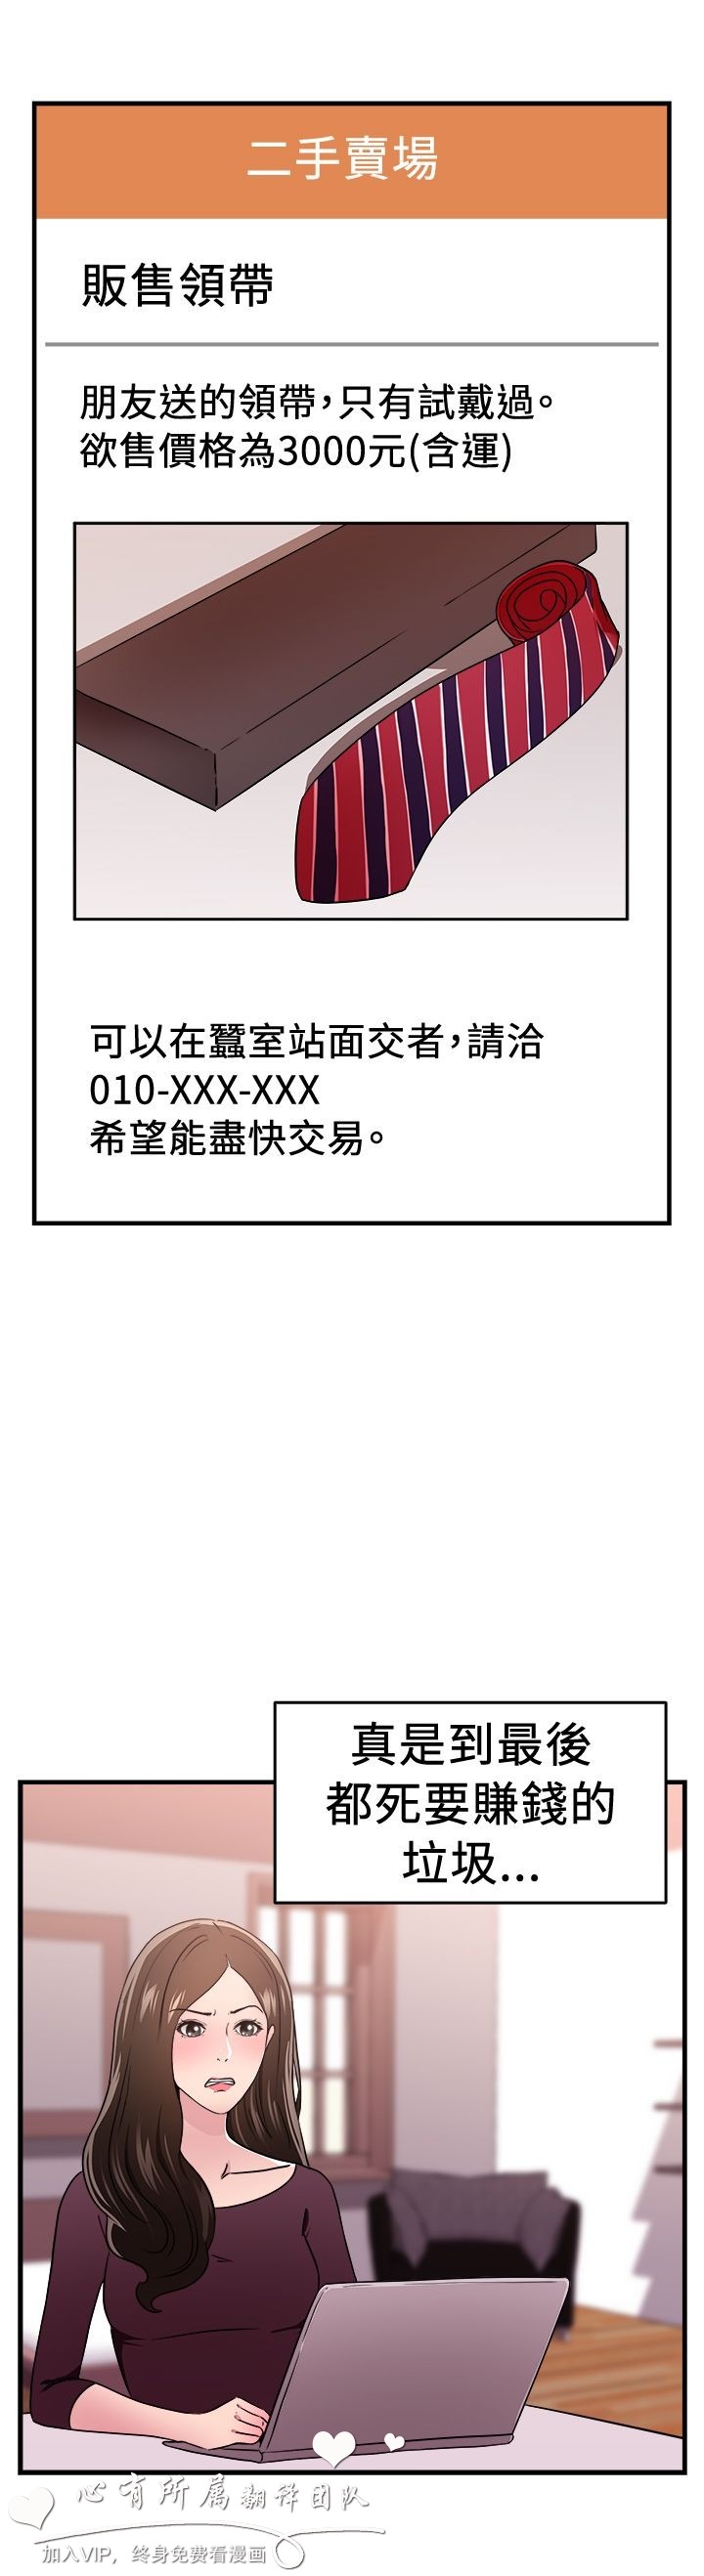 二手賣場
販售領帶
朋友送的領帶，只有試戴過。
欲售價格為3000元(含運)
可以在蠶室站面交者，請洽
010-XXX-XXX
希望能盡快交易。
真是到最後
都死要賺錢的
垃圾...
心有所属翻译团队
加入VIP，终身免费看漫画